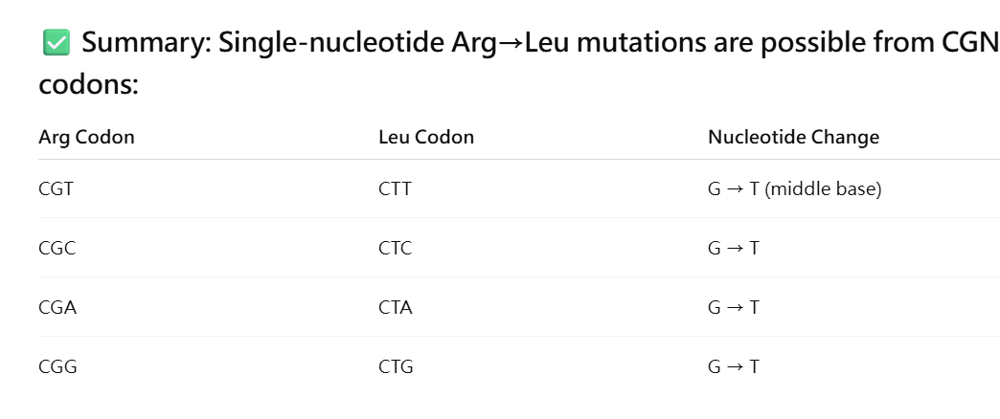 ✅ Summary: Single-nucleotide Arg→Leu mutations are possible from CGN
codons:
Arg Codon Leu Codon Nucleotide Change
CGT CTT G → T (middle base)
CGC CTC G → T
CGA CTA G → T
CGG CTG G → T